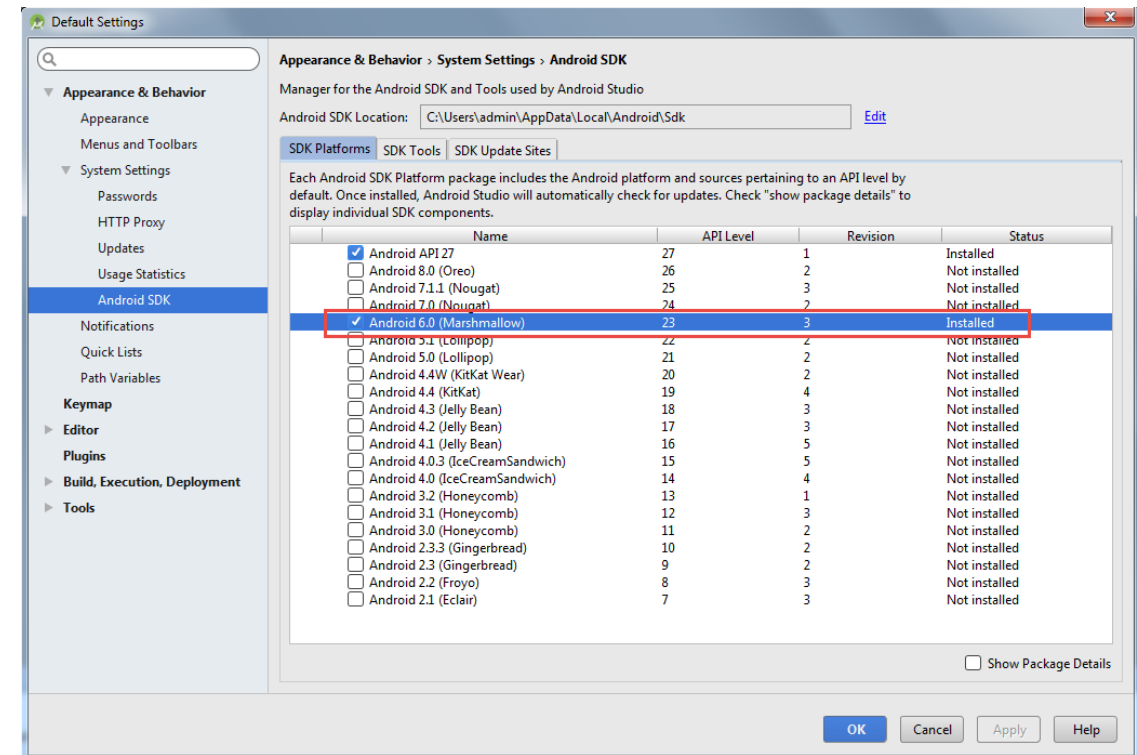 Default Settings
Appearance & Behavior › System Settings › Android SDK
Appearance & Behavior
Appearance
Menus and Toolbars
System Settings
Passwords
HTTP Proxy
Updates
Usage Statistics
Android SDK
Notifications
Quick Lists
Path Variables
Keymap
Editor
Plugins
Build, Execution, Deployment
Tools
Manager for the Android SDK and Tools used by Android Studio
Android SDK Location: C:\Users\admin\AppData\Local\Android\Sdk Edit
SDK Platforms SDK Tools SDK Update Sites
Each Android SDK Platform package includes the Android platform and sources pertaining to an API level by
default. Once installed, Android Studio will automatically check for updates. Check "show package details" to
display individual SDK components.
Name API Level Revision Status
Android API 27 27 1 Installed
Android 8.0 (Oreo) 26 2 Not installed
Android 7.1.1 (Nougat) 25 3 Not installed
Android 7.0 (Nougat) 24 2 Not installed
Android 6.0 (Marshmallow) 23 3 Installed
Android 5.1 (Lollipop) 22 2 Not installed
Android 5.0 (Lollipop) 21 2 Not installed
Android 4.4W (KitKat Wear) 20 2 Not installed
Android 4.4 (KitKat) 19 4 Not installed
Android 4.3 (Jelly Bean) 18 3 Not installed
Android 4.2 (Jelly Bean) 17 3 Not installed
Android 4.1 (Jelly Bean) 16 5 Not installed
Android 4.0.3 (IceCreamSandwich) 15 5 Not installed
Android 4.0 (IceCreamSandwich) 14 4 Not installed
Android 3.2 (Honeycomb) 13 1 Not installed
Android 3.1 (Honeycomb) 12 3 Not installed
Android 3.0 (Honeycomb) 11 2 Not installed
Android 2.3.3 (Gingerbread) 10 2 Not installed
Android 2.3 (Gingerbread) 9 2 Not installed
Android 2.2 (Froyo) 8 3 Not installed
Android 2.1 (Eclair) 7 3 Not installed
Show Package Details
OK Cancel Apply Help